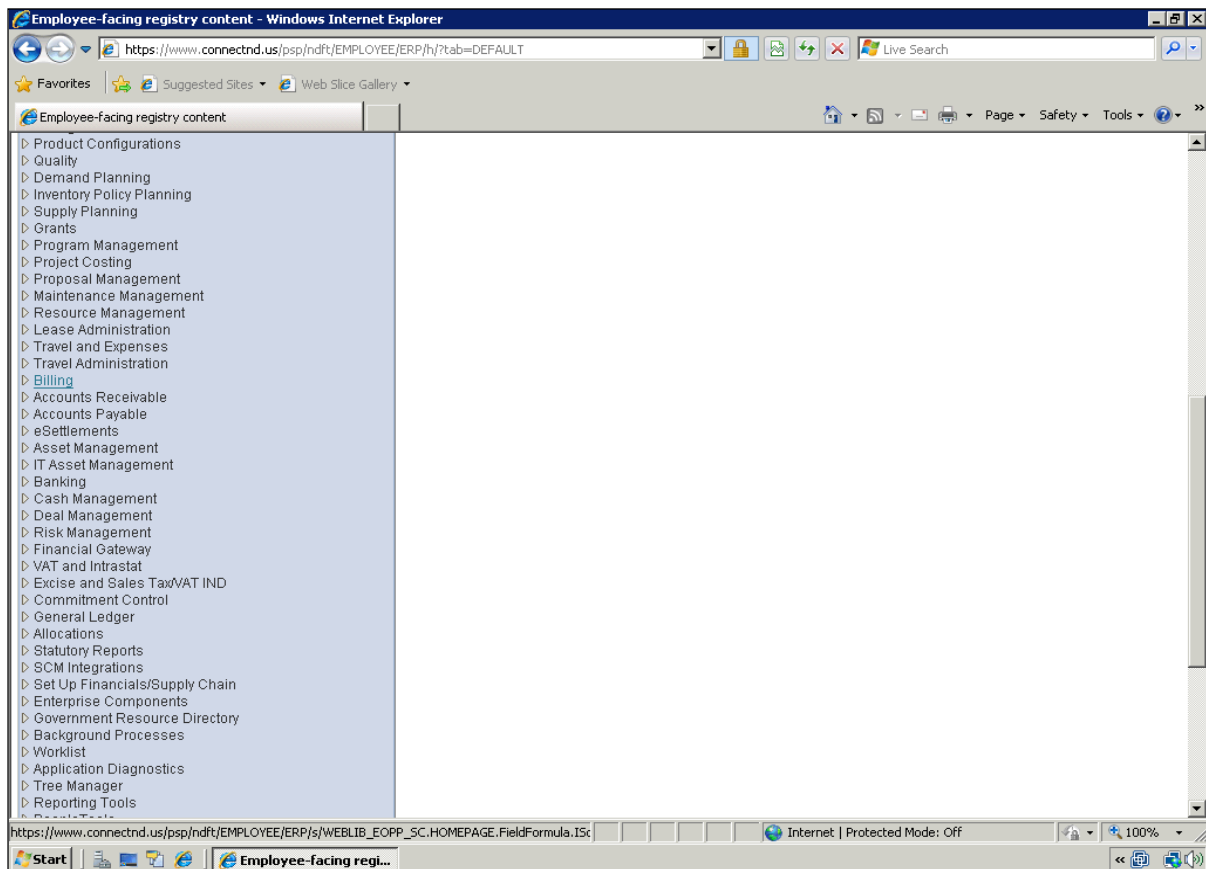 Employee-facing registry content - Windows Internet Explorer
https://www.connectnd.us/psp/ndft/EMPLOYEE/ERP/h/?tab=DEFAULT
Live Search
Favorites
Suggested Sites
Web Slice Gallery
Employee-facing registry content
Page
Safety
Tools
Product Configurations
Quality
Demand Planning
Inventory Policy Planning
Supply Planning
Grants
Program Management
Project Costing
Proposal Management
Maintenance Management
Resource Management
Lease Administration
Travel and Expenses
Travel Administration
Billing
Accounts Receivable
Accounts Payable
eSettlements
Asset Management
IT Asset Management
Banking
Cash Management
Deal Management
Risk Management
Financial Gateway
VAT and Intrastat
Excise and Sales Tax/VAT IND
Commitment Control
General Ledger
Allocations
Statutory Reports
SCM Integrations
Set Up Financials/Supply Chain
Enterprise Components
Government Resource Directory
Background Processes
Worklist
Application Diagnostics
Tree Manager
Reporting Tools
https://www.connectnd.us/psp/ndft/EMPLOYEE/ERP/s/WEBLIB_EOPP_SC.HOMEPAGE.FieldFormula.ISc
Internet | Protected Mode: Off
100%
Start
Employee-facing regi...